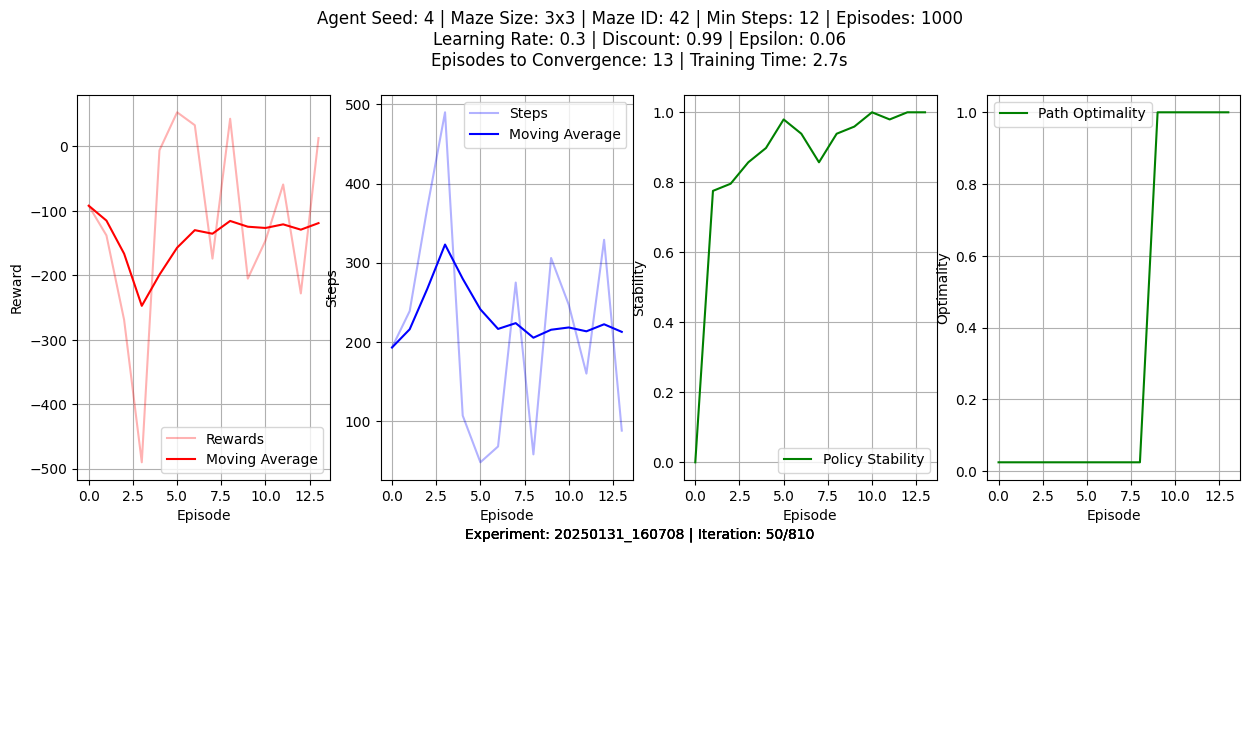 Agent Seed: 4 | Maze Size: 3x3 | Maze ID: 42 | Min Steps: 12 | Episodes: 1000
Learning Rate: 0.3 | Discount: 0.99 | Epsilon: 0.06
Episodes to Convergence: 13 | Training Time: 2.7s
Reward
0
−100
−200
−300
−400
−500
Rewards
Moving Average
0.0 2.5 5.0 7.5 10.0 12.5
Episode
Steps
500
400
300
200
100
Steps
Moving Average
0.0 2.5 5.0 7.5 10.0 12.5
Episode
Stability
1.0
0.8
0.6
0.4
0.2
0.0
Policy Stability
0.0 2.5 5.0 7.5 10.0 12.5
Episode
Optimality
1.0
0.8
0.6
0.4
0.2
0.0
Path Optimality
0.0 2.5 5.0 7.5 10.0 12.5
Episode
Experiment: 20250131_160708 | Iteration: 50/810